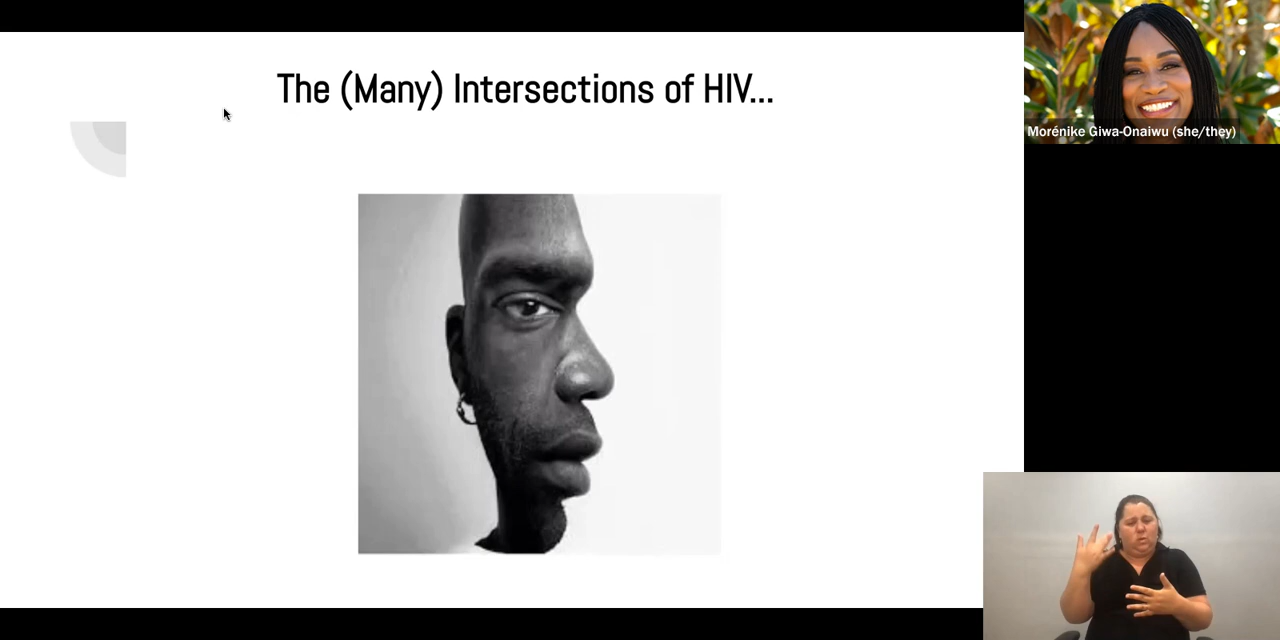 The (Many) Intersections of HIV...
Morénike Giwa-Onaiwu (she/they)